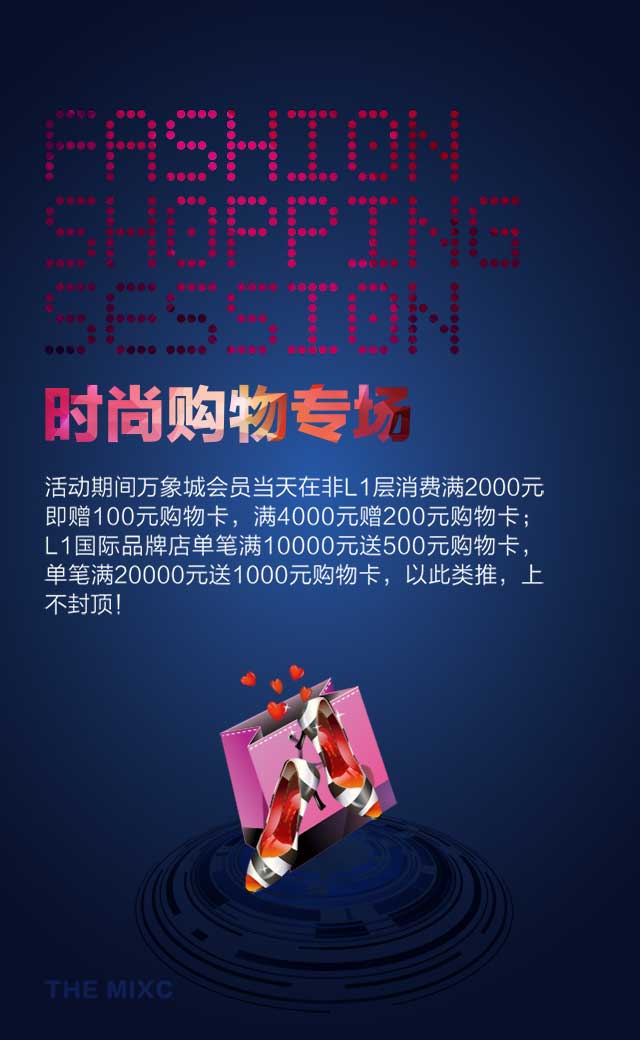 FASHION
SHOPPING
SESSION
时尚购物专场
活动期间万象城会员当天在非L1层消费满2000元
即赠100元购物卡，满4000元赠200元购物卡；
L1国际品牌店单笔满10000元送500元购物卡，
单笔满20000元送1000元购物卡，以此类推，上
不封顶！
THE MIXC